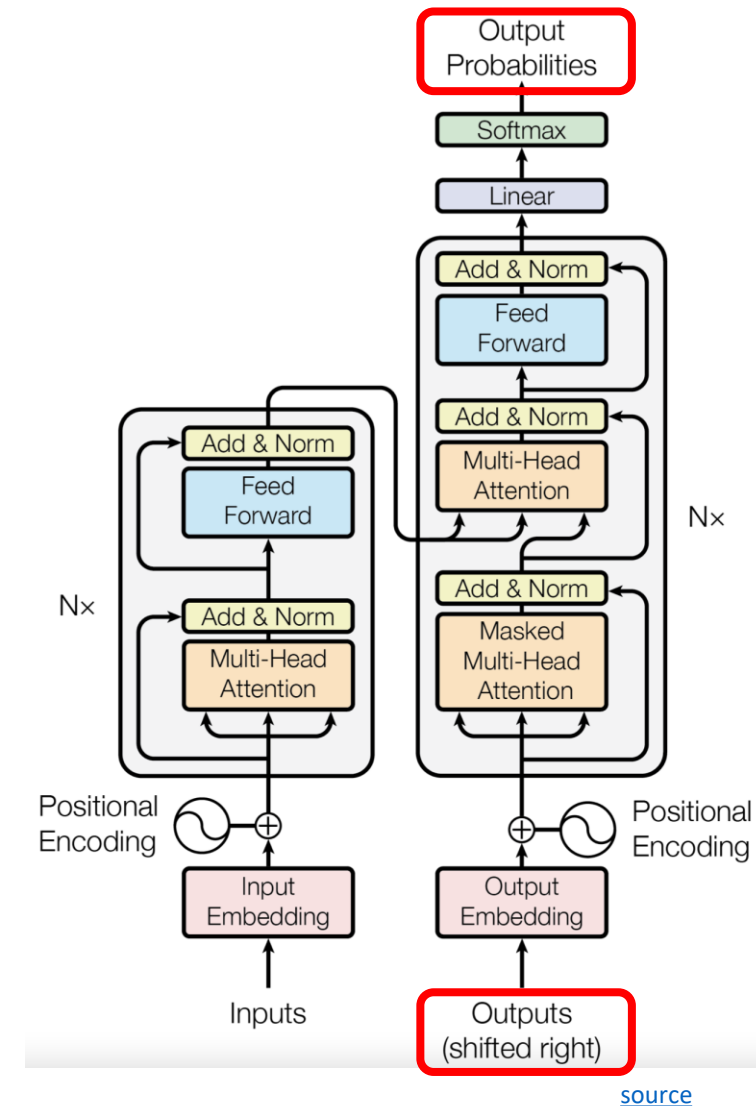 Output
Probabilities
Softmax
Linear
Add & Norm
Feed
Forward
Add & Norm
Multi-Head
Attention
Add & Norm
Masked
Multi-Head
Attention
Nx
Positional
Encoding
Output
Embedding
Outputs
(shifted right)
Add & Norm
Feed
Forward
Add & Norm
Multi-Head
Attention
Nx
Positional
Encoding
Input
Embedding
Inputs
source